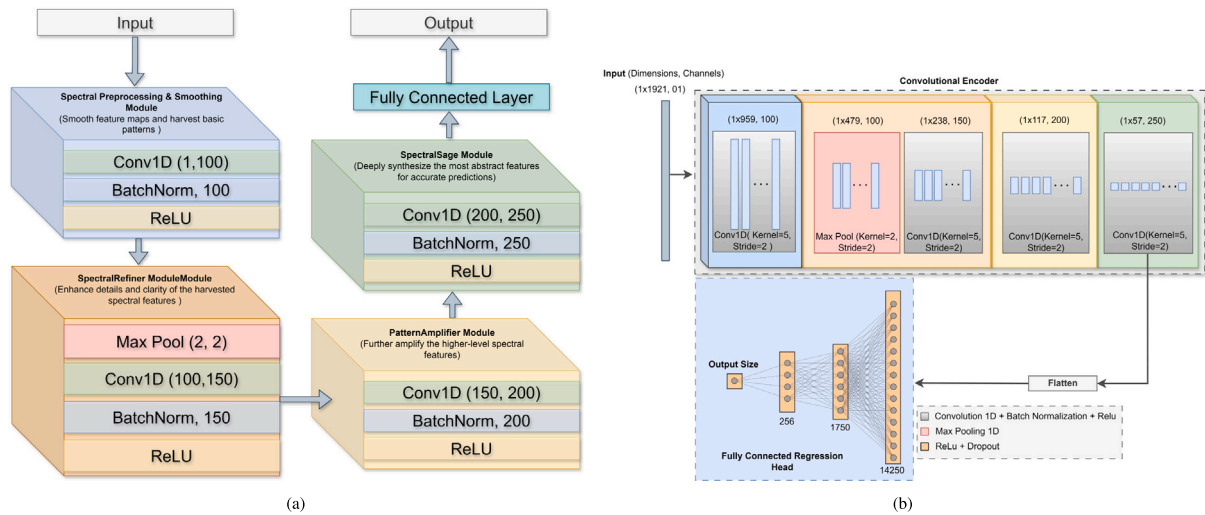 Input
Spectral Preprocessing & Smoothing
Module
(Smooth feature maps and harvest basic
patterns )
Conv1D (1,100)
BatchNorm, 100
ReLU
SpectralRefiner ModuleModule
(Enhance details and clarity of the harvested
spectral features )
Max Pool (2, 2)
Conv1D (100,150)
BatchNorm, 150
ReLU
Output
Fully Connected Layer
SpectralSage Module
(Deeply synthesize the most abstract features
for accurate predictions)
Conv1D (200, 250)
BatchNorm, 250
ReLU
PatternAmplifier Module
(Further amplify the higher-level spectral
features)
Conv1D (150, 200)
BatchNorm, 200
ReLU
(a)
Input (Dimensions, Channels)
(1x1921, 01)
Convolutional Encoder
(1x959, 100)
...
Conv1D( Kernel=5,
Stride=2 )
(1x479, 100)
...
Max Pool (Kernel=2,
Stride=2)
(1x238, 150)
...
Conv1D(Kernel=5,
Stride=2)
(1x117, 200)
...
Conv1D(Kernel=5,
Stride=2)
(1x57, 250)
...
Conv1D(Kernel=5,
Stride=2)
Flatten
Output Size
256
1750
14250
Fully Connected Regression
Head
Convolution 1D + Batch Normalization + Relu
Max Pooling 1D
ReLu + Dropout
(b)